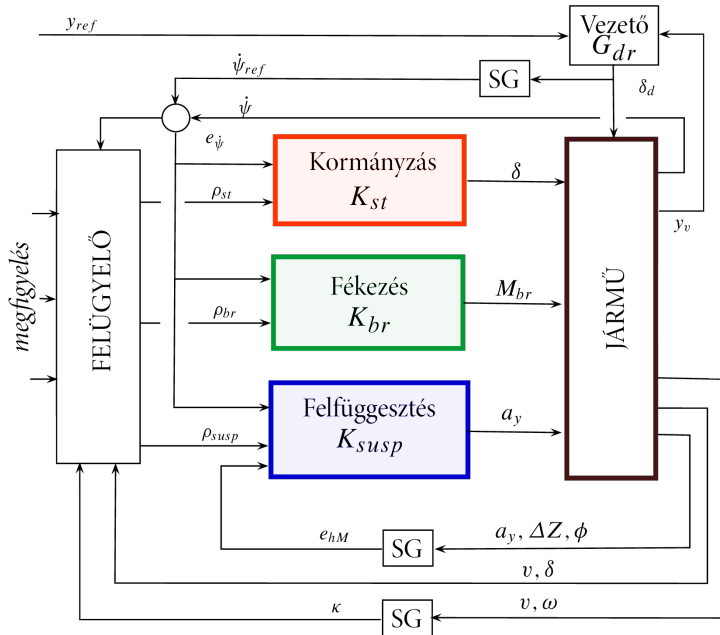 y_ref
Vezető
G_dr
ψ̇_ref
SG
δ_d
ψ̇
e_ψ̇
Kormányzás
K_st
ρ_st
δ
y_v
megfigyelés
FELÜGYELŐ
Fékezés
K_br
ρ_br
M_br
JÁRMŰ
Felfüggesztés
K_susp
ρ_susp
a_y
e_hM
SG
a_y, ΔZ, ϕ
v, δ
κ
SG
v, ω